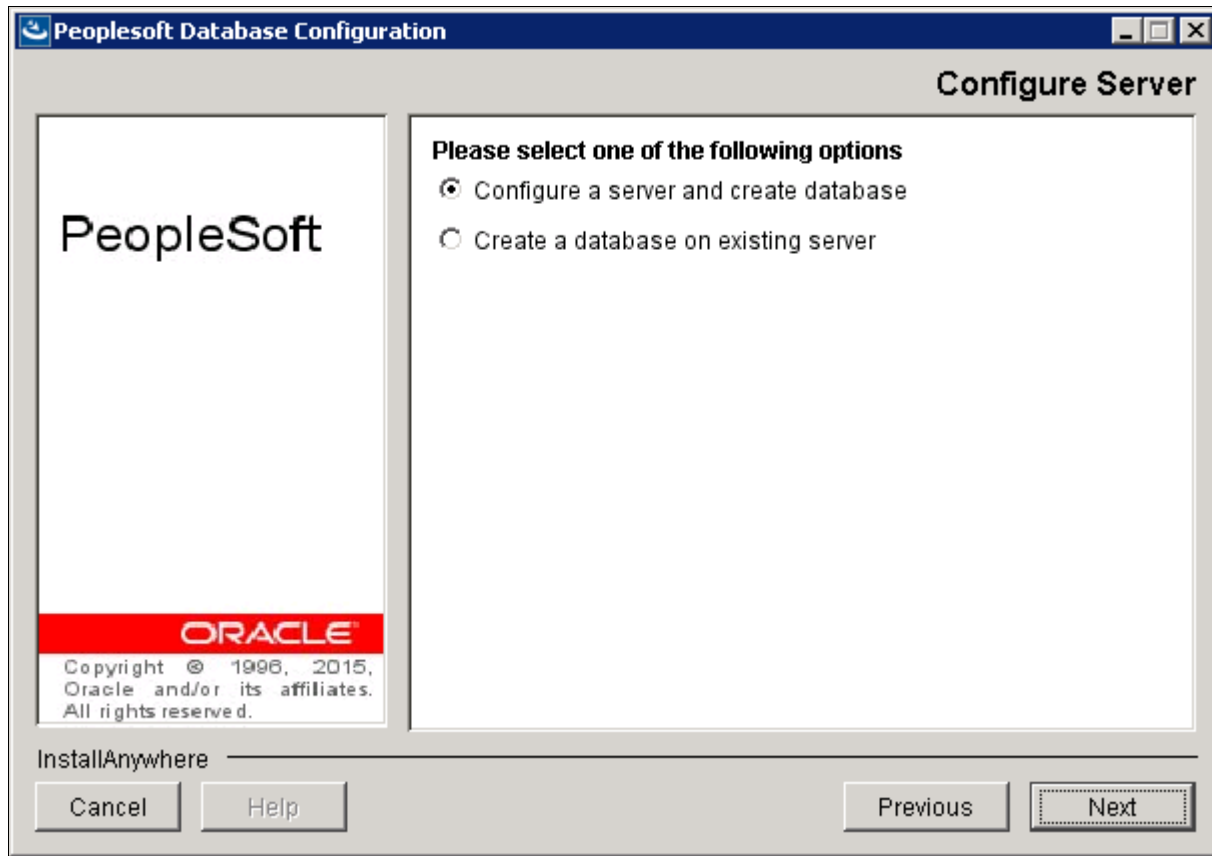 Peoplesoft Database Configuration
Configure Server
PeopleSoft
Please select one of the following options
Configure a server and create database
Create a database on existing server
ORACLE
Copyright © 1996, 2015,
Oracle and/or its affiliates.
All rights reserved.
InstallAnywhere
Cancel
Help
Previous
Next